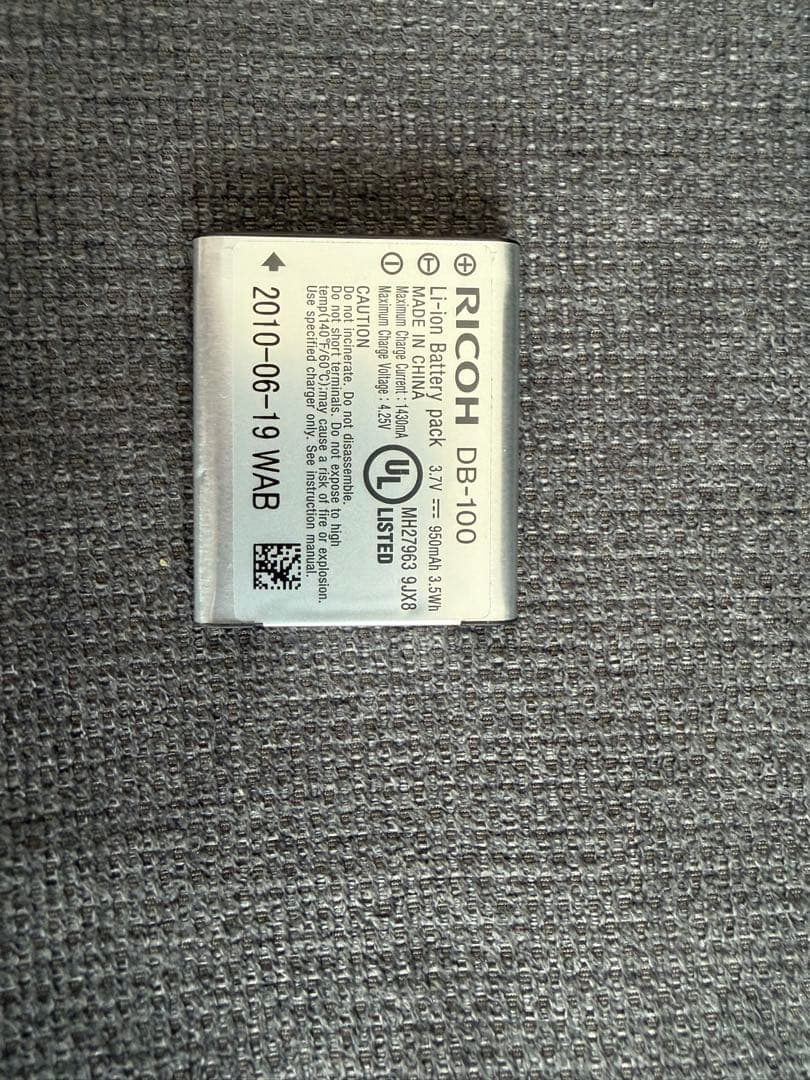 ⊕ RICOH DB-100
Ⓣ Li-ion Battery pack 3.7V ⎓ 950mAh 3.5Wh
MADE IN CHINA
MH27963 9JX8
⊖ Maximum Charge Current : 1430mA
Maximum Charge Voltage : 4.25V
UL LISTED
CAUTION
Do not incinerate. Do not disassemble.
Do not short terminals. Do not expose to high
temp(140°F/60°C);may cause a risk of fire or explosion.
Use specified charger only. See instruction manual.
2010-06-19 WAB